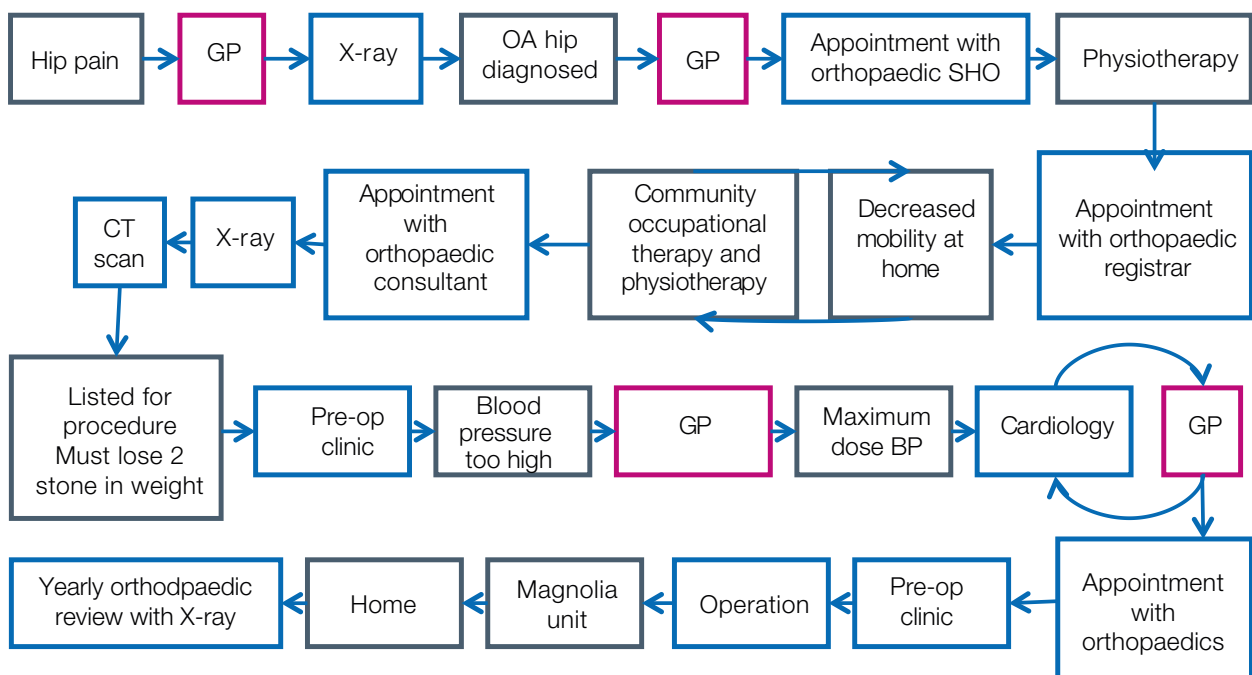 Hip pain
GP
X-ray
OA hip
diagnosed
GP
Appointment with
orthopaedic SHO
Physiotherapy
Appointment
with orthopaedic
registrar
Decreased
mobility at
home
Community
occupational
therapy and
physiotherapy
Appointment
with
orthopaedic
consultant
X-ray
CT
scan
Listed for
procedure
Must lose 2
stone in weight
Pre-op
clinic
Blood
pressure
too high
GP
Maximum
dose BP
Cardiology
GP
Appointment
with
orthopaedics
Pre-op
clinic
Operation
Magnolia
unit
Home
Yearly orthodpaedic
review with X-ray